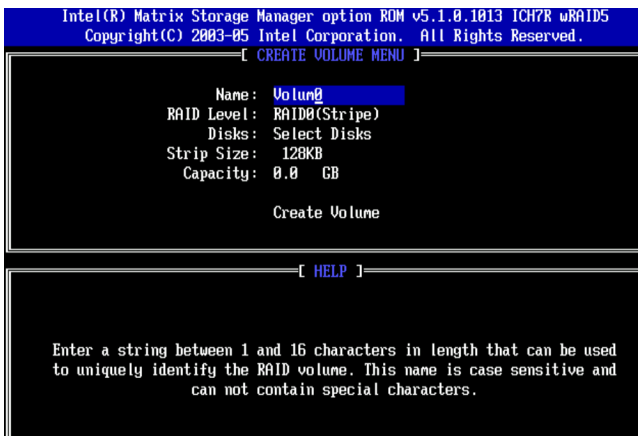 Intel(R) Matrix Storage Manager option ROM v5.1.0.1013 ICH7R wRAID5
Copyright(C) 2003-05 Intel Corporation. All Rights Reserved.
[ CREATE VOLUME MENU ]
Name: Volum0
RAID Level: RAID0(Stripe)
Disks: Select Disks
Strip Size: 128KB
Capacity: 0.0 GB
Create Volume
[ HELP ]
Enter a string between 1 and 16 characters in length that can be used
to uniquely identify the RAID volume. This name is case sensitive and
can not contain special characters.